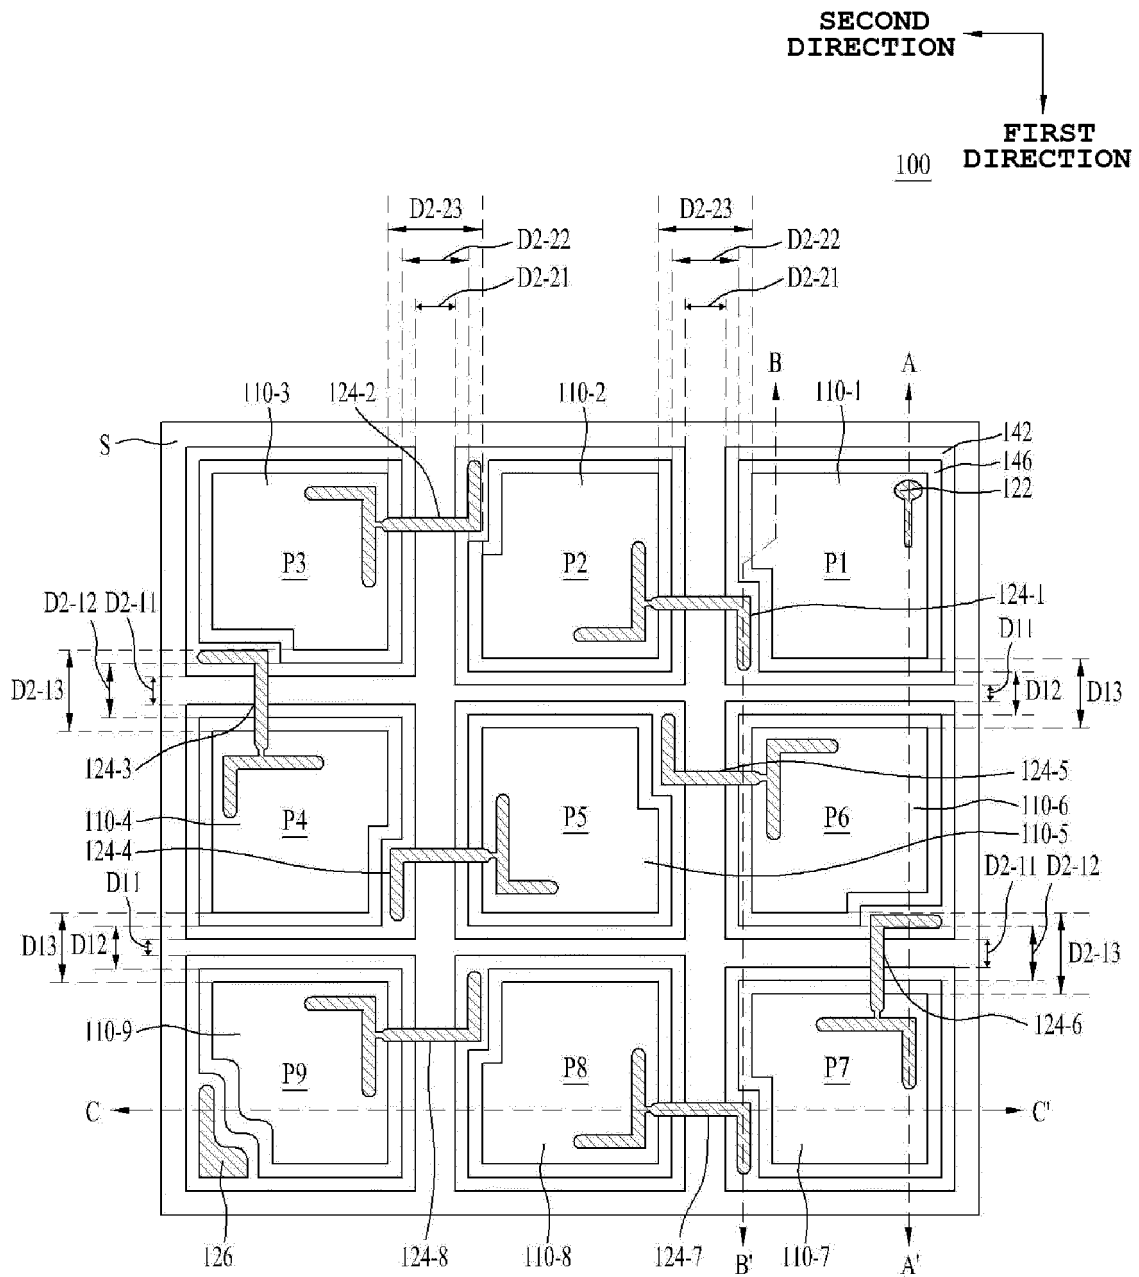 SECOND
DIRECTION
FIRST
DIRECTION
100
D2-23
D2-23
D2-22
D2-22
D2-21
D2-21
B
A
110-3
124-2
110-2
110-1
S
142
146
122
P3
P2
P1
D2-12
D2-11
124-1
D11
D2-13
D12
D13
124-3
124-5
110-4
P4
P5
P6
110-6
124-4
110-5
D11
D2-11
D2-12
D13
D12
D2-13
110-9
124-6
P9
P8
P7
C
C'
126
124-8
110-8
124-7
B'
110-7
A'